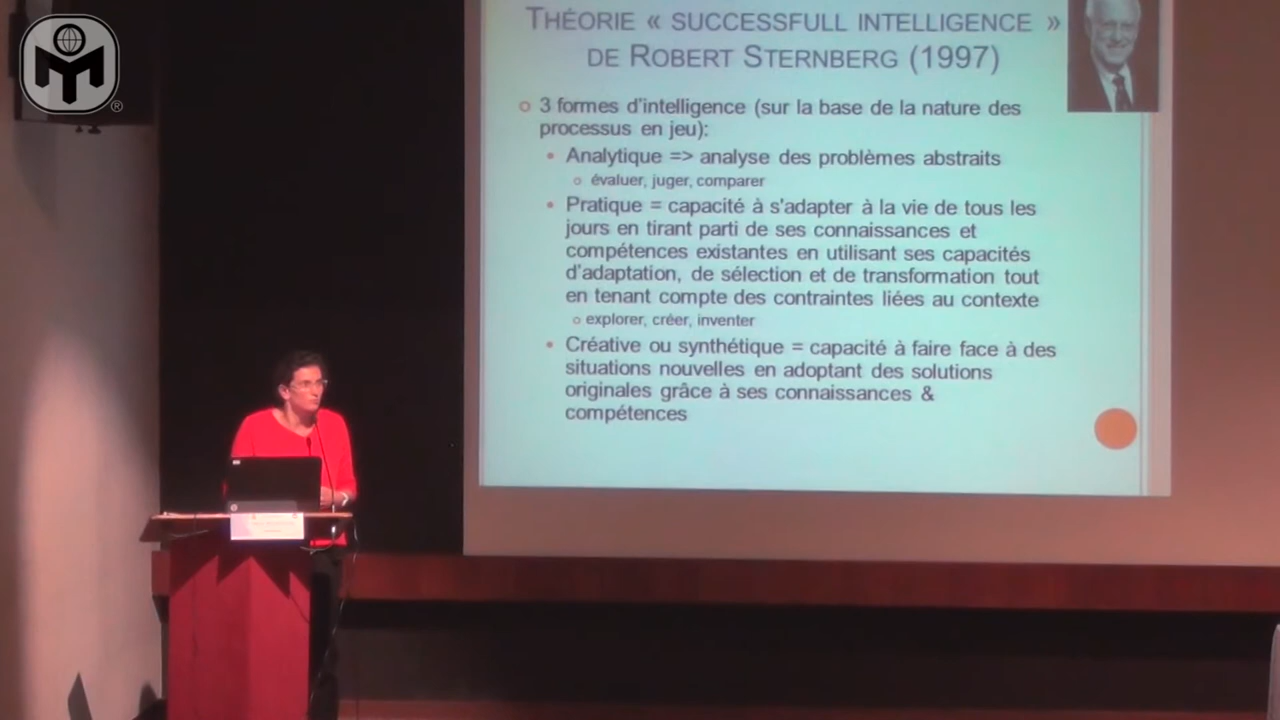 THÉORIE « SUCCESSFULL INTELLIGENCE »
DE ROBERT STERNBERG (1997)
3 formes d'intelligence (sur la base de la nature des
processus en jeu):
Analytique => analyse des problèmes abstraits
évaluer, juger, comparer
Pratique = capacité à s'adapter à la vie de tous les
jours en tirant parti de ses connaissances et
compétences existantes en utilisant ses capacités
d'adaptation, de sélection et de transformation tout
en tenant compte des contraintes liées au contexte
explorer, créer, inventer
Créative ou synthétique = capacité à faire face à des
situations nouvelles en adoptant des solutions
originales grâce à ses connaissances &
compétences